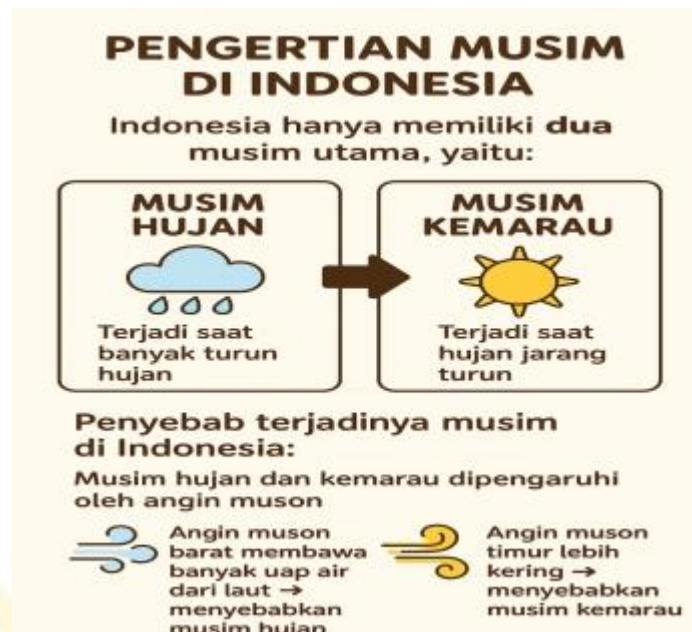 PENGERTIAN MUSIM
DI INDONESIA
Indonesia hanya memiliki dua
musim utama, yaitu:
MUSIM
HUJAN
Terjadi saat
banyak turun
hujan
MUSIM
KEMARAU
Terjadi saat
hujan jarang
turun
Penyebab terjadinya musim
di Indonesia:
Musim hujan dan kemarau dipengaruhi
oleh angin muson
Angin muson
barat membawa
banyak uap air
dari laut →
menyebabkan
musim hujan
Angin muson
timur lebih
kering →
menyebabkan
musim kemarau